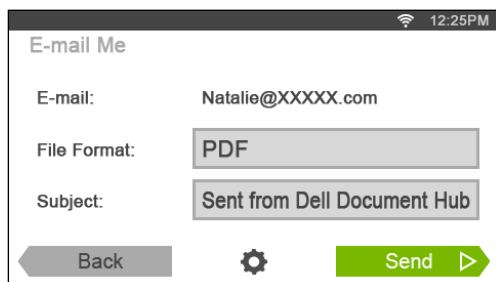 12:25PM
E-mail Me
E-mail: Natalie@XXXXX.com
File Format: PDF
Subject: Sent from Dell Document Hub
Back Send